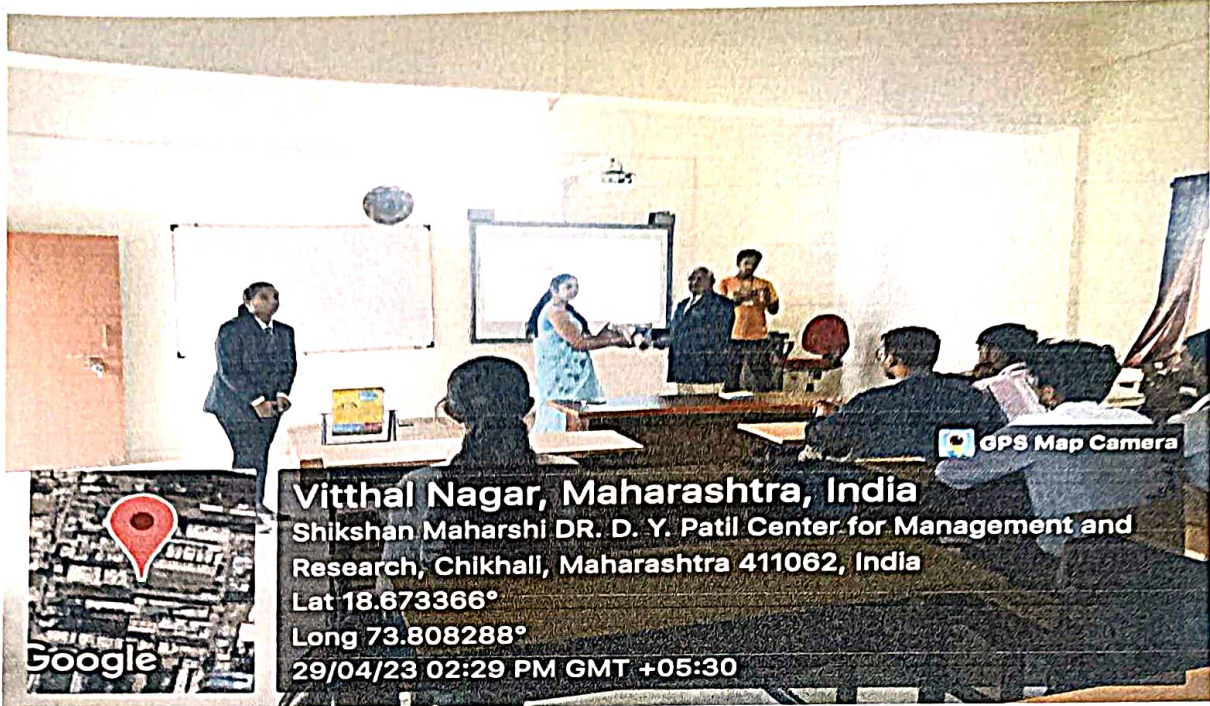 GPS Map Camera
Vitthal Nagar, Maharashtra, India
Shikshan Maharshi DR. D. Y. Patil Center for Management and
Research, Chikhali, Maharashtra 411062, India
Lat 18.673366°
Long 73.808288°
29/04/23 02:29 PM GMT +05:30
Google